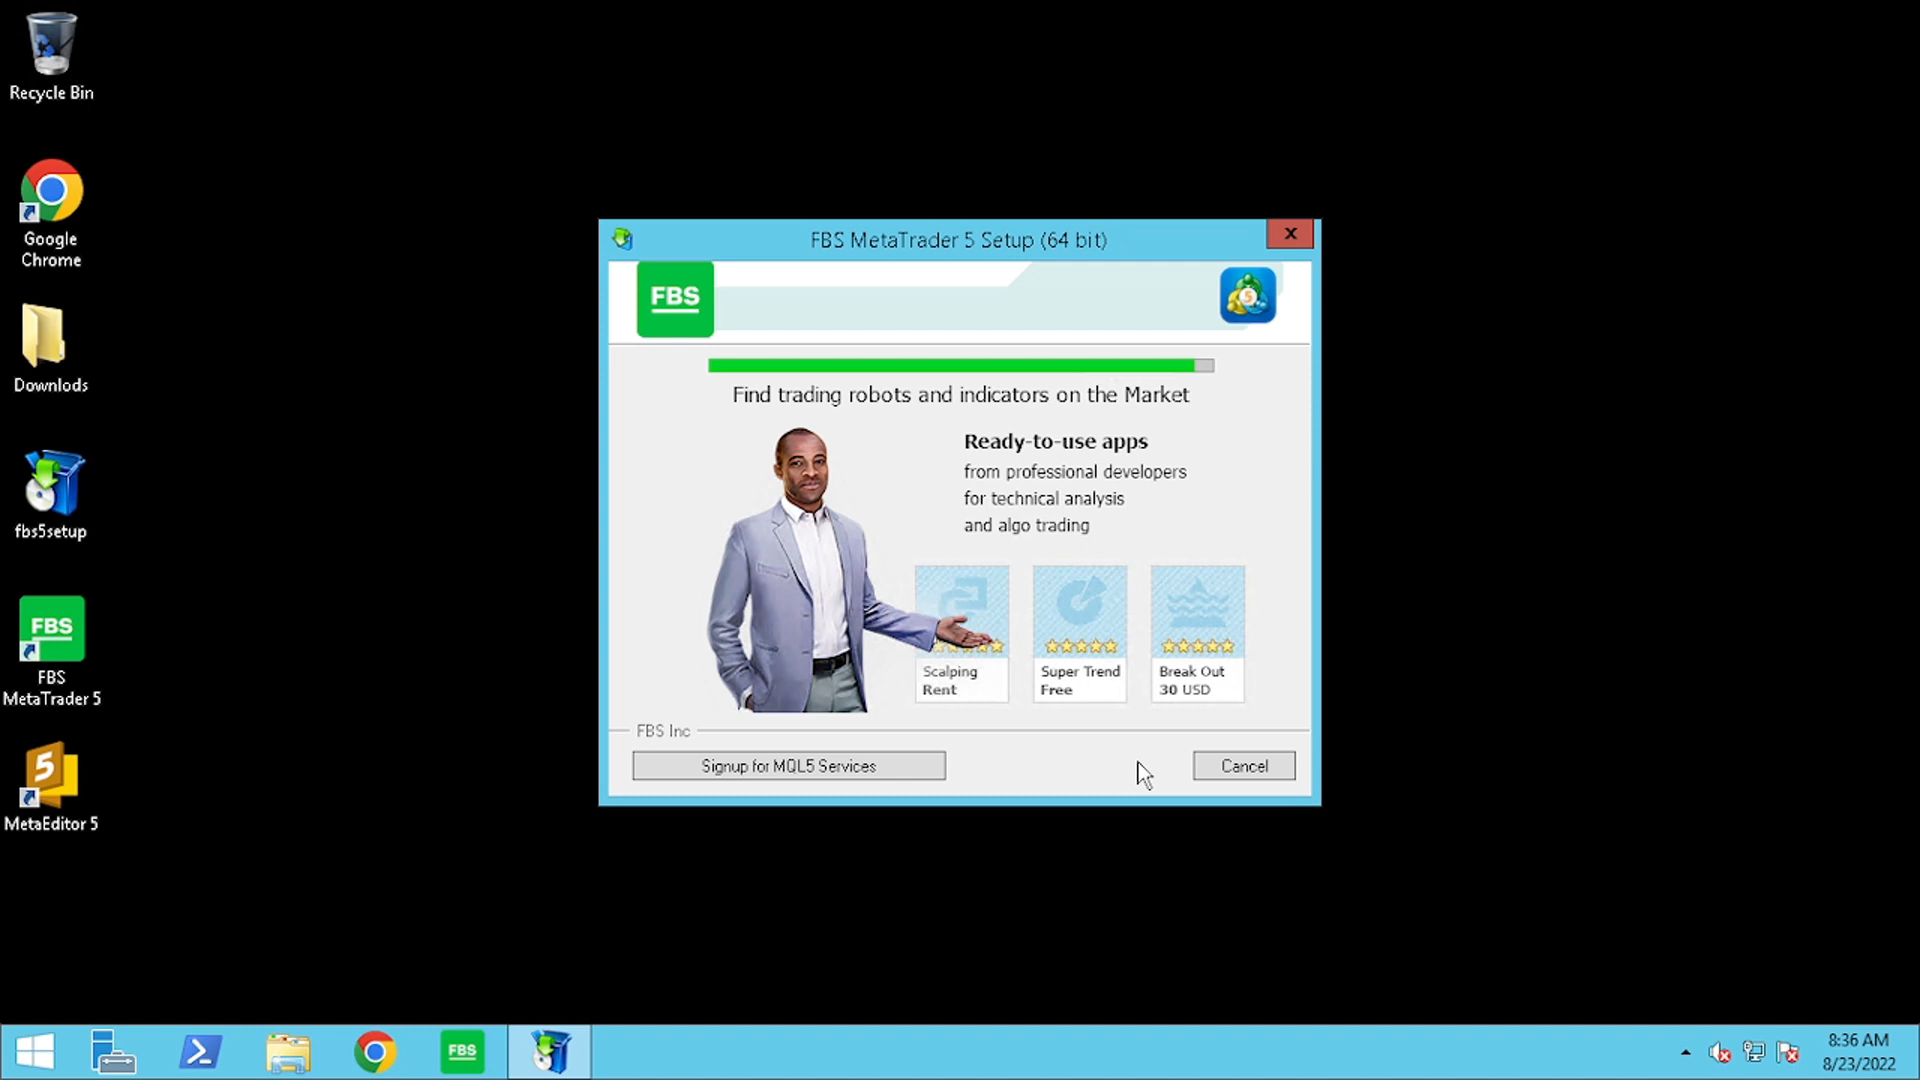 Recycle Bin
Google
Chrome
Downlods
fbs5setup
FBS
FBS
MetaTrader 5
5
MetaEditor 5
FBS MetaTrader 5 Setup (64 bit)
X
FBS
5
Find trading robots and indicators on the Market
Ready-to-use apps
from professional developers
for technical analysis
and algo trading
Scalping
Rent
Super Trend
Free
Break Out
30 USD
FBS Inc
Signup for MQL5 Services
Cancel
FBS
8:36 AM
8/23/2022